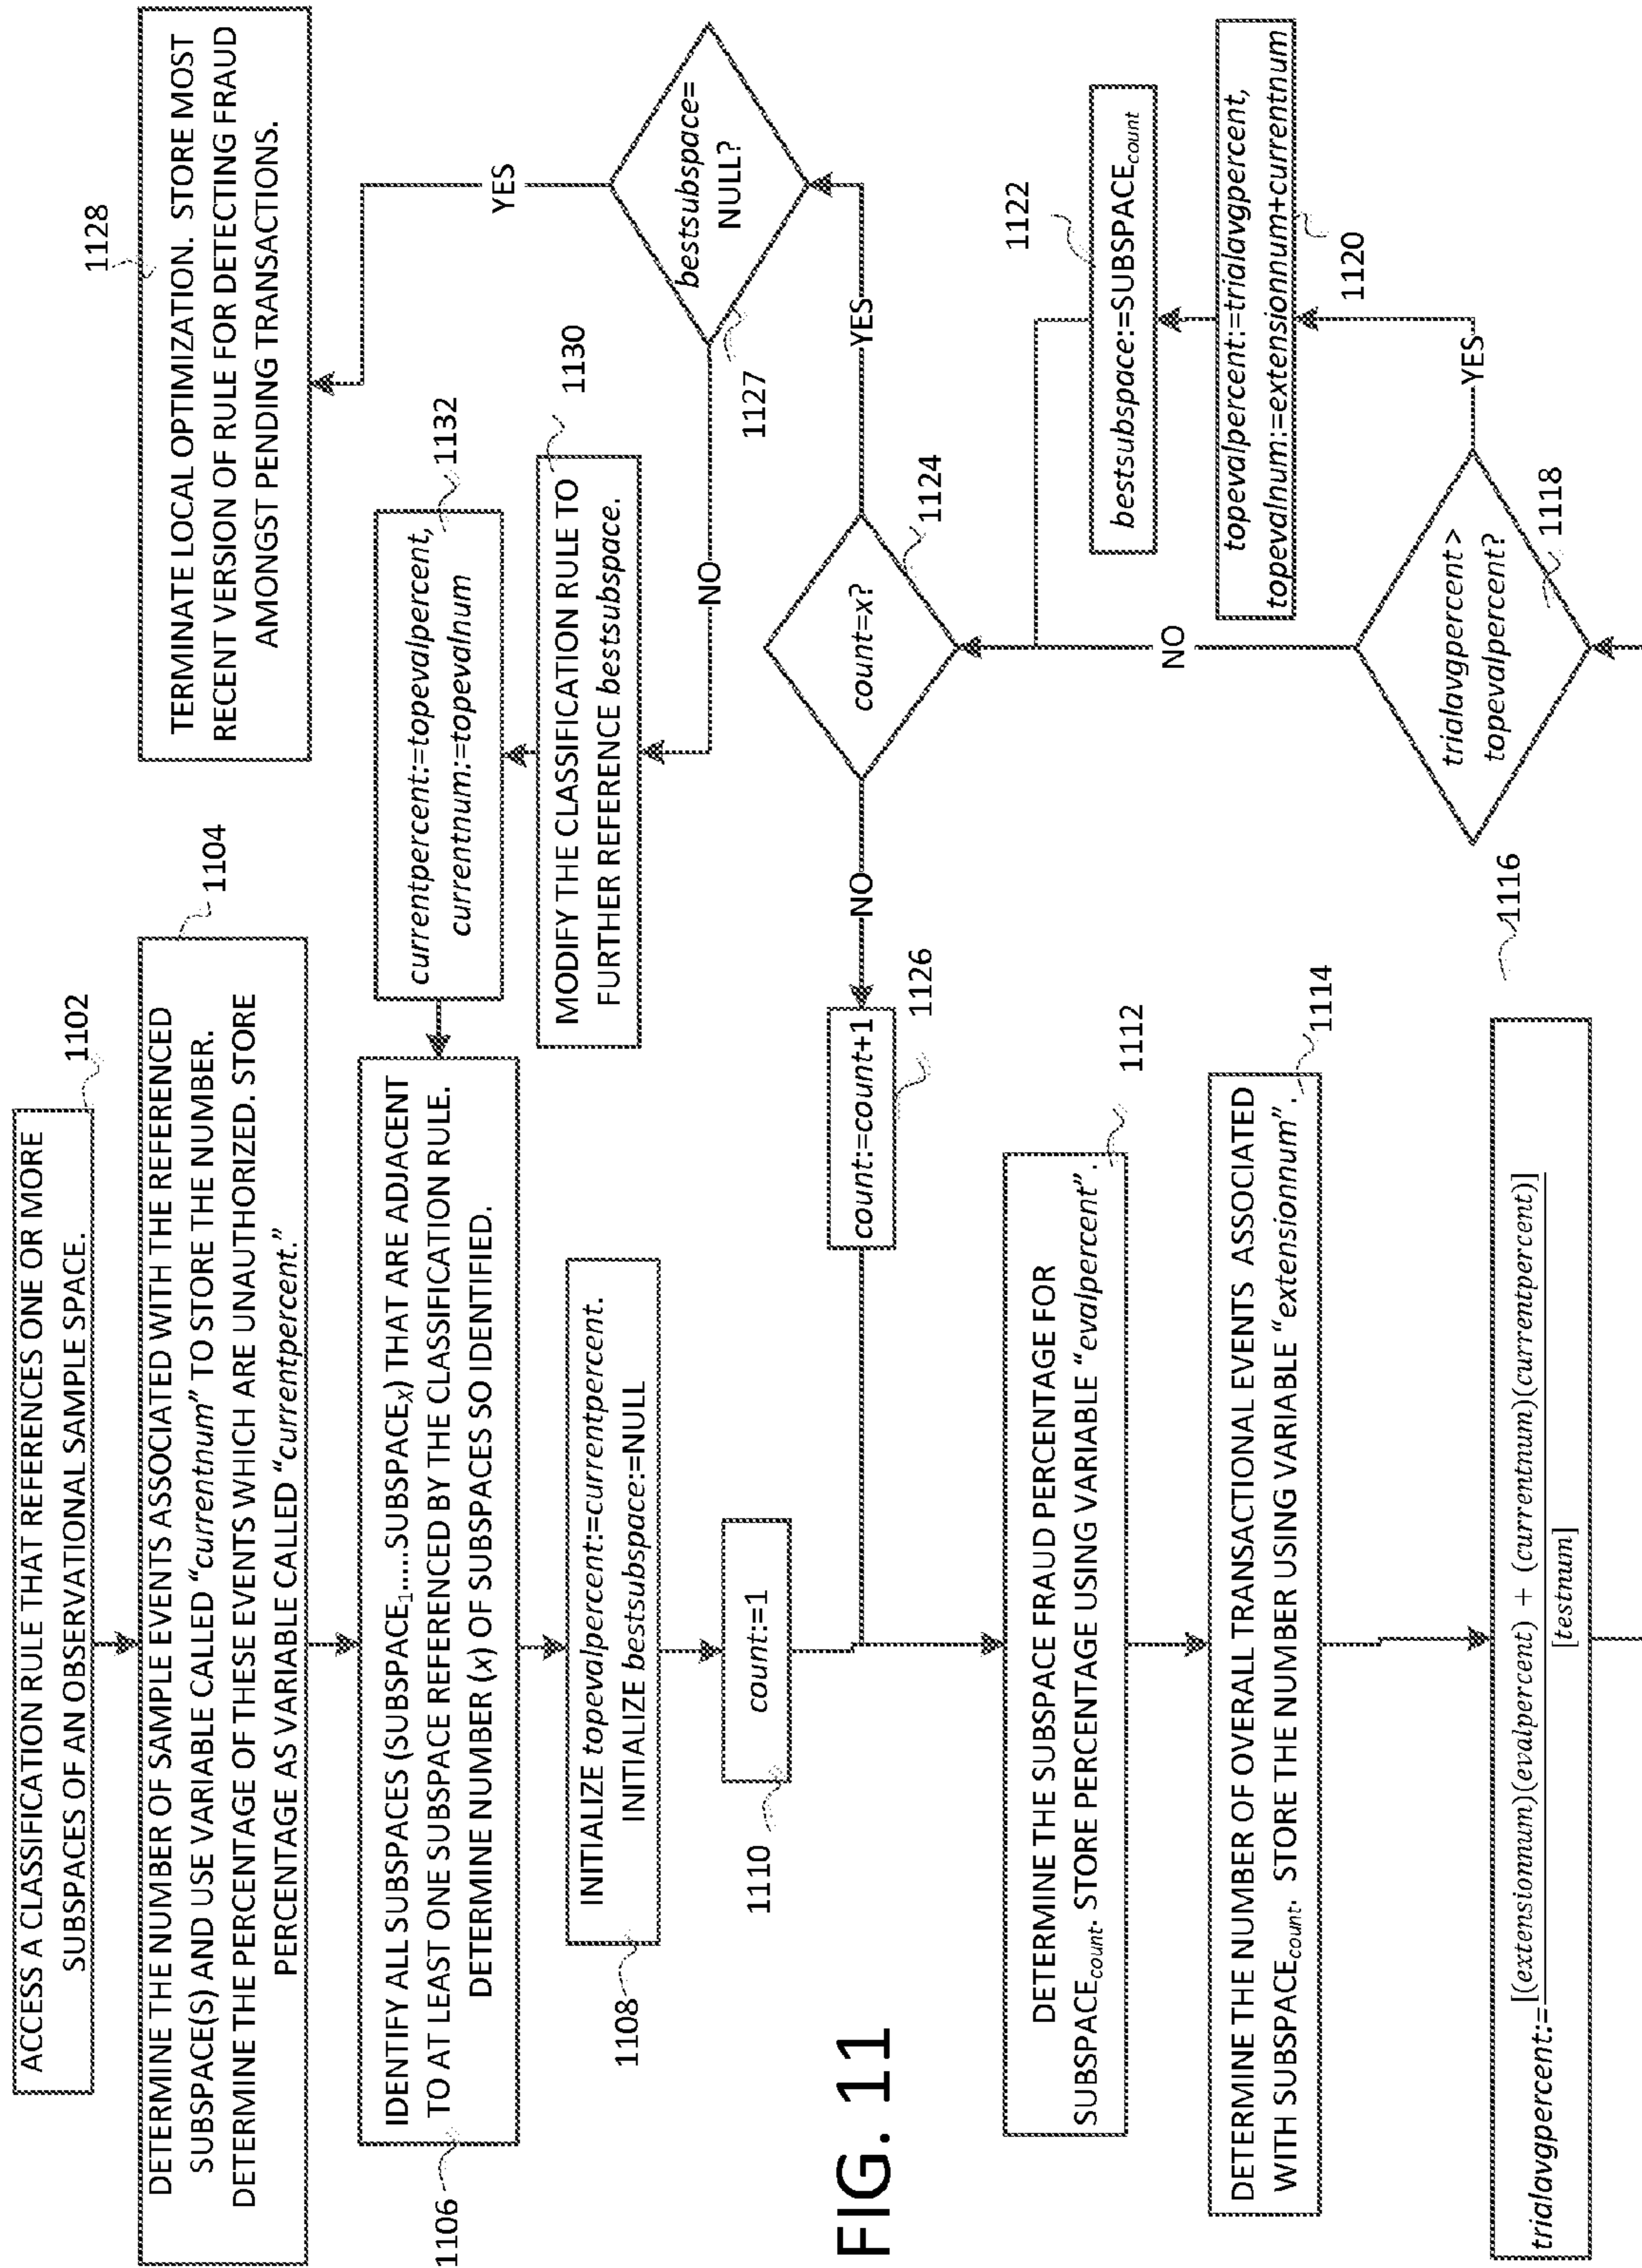 ACCESS A CLASSIFICATION RULE THAT REFERENCES ONE OR MORE
SUBSPACES OF AN OBSERVATIONAL SAMPLE SPACE.
1102
DETERMINE THE NUMBER OF SAMPLE EVENTS ASSOCIATED WITH THE REFERENCED
SUBSPACE(S) AND USE VARIABLE CALLED “currentnum” TO STORE THE NUMBER.
DETERMINE THE PERCENTAGE OF THESE EVENTS WHICH ARE UNAUTHORIZED. STORE
PERCENTAGE AS VARIABLE CALLED “currentpercent.”
1104
IDENTIFY ALL SUBSPACES (SUBSPACE1.....SUBSPACEx) THAT ARE ADJACENT
TO AT LEAST ONE SUBSPACE REFERENCED BY THE CLASSIFICATION RULE.
DETERMINE NUMBER (x) OF SUBSPACES SO IDENTIFIED.
1106
INITIALIZE topevalpercent:=currentpercent.
INITIALIZE bestsubspace:=NULL
1108
count:=1
1110
FIG. 11
DETERMINE THE SUBSPACE FRAUD PERCENTAGE FOR
SUBSPACEcount. STORE PERCENTAGE USING VARIABLE “evalpercent”.
1112
DETERMINE THE NUMBER OF OVERALL TRANSACTIONAL EVENTS ASSOCIATED
WITH SUBSPACEcount. STORE THE NUMBER USING VARIABLE “extensionnum”.
1114
trialavgpercent:=[(extensionnum)(evalpercent) + (currentnum)(currentpercent)]
[testnum]
1116
trialavgpercent>
topevalpercent?
1118
YES
NO
topevalpercent:=trialavgpercent,
topevalnum:=extensionnum+currentnum
1120
bestsubspace:=SUBSPACEcount
1122
count=x?
1124
NO
YES
count:=count+1
1126
bestsubspace=
NULL?
1127
YES
NO
TERMINATE LOCAL OPTIMIZATION. STORE MOST
RECENT VERSION OF RULE FOR DETECTING FRAUD
AMONGST PENDING TRANSACTIONS.
1128
MODIFY THE CLASSIFICATION RULE TO
FURTHER REFERENCE bestsubspace.
1130
currentpercent:=topevalpercent,
currentnum:=topevalnum
1132